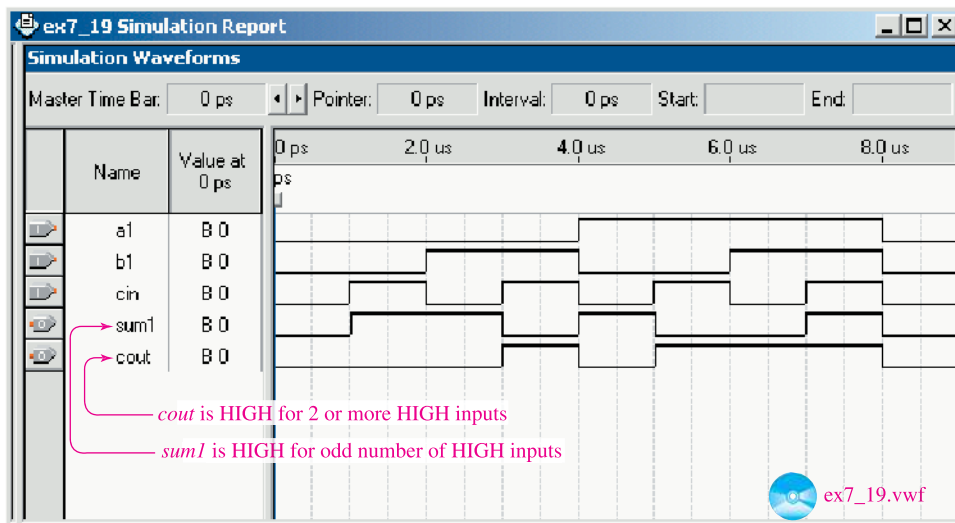 ex7_19 Simulation Report
Simulation Waveforms
Master Time Bar: 0 ps Pointer: 0 ps Interval: 0 ps Start: End:
Name Value at 0 ps
0 ps 2.0 us 4.0 us 6.0 us 8.0 us
ps
a1 B 0
b1 B 0
cin B 0
sum1 B 0
cout B 0
cout is HIGH for 2 or more HIGH inputs
sum1 is HIGH for odd number of HIGH inputs
ex7_19.vwf